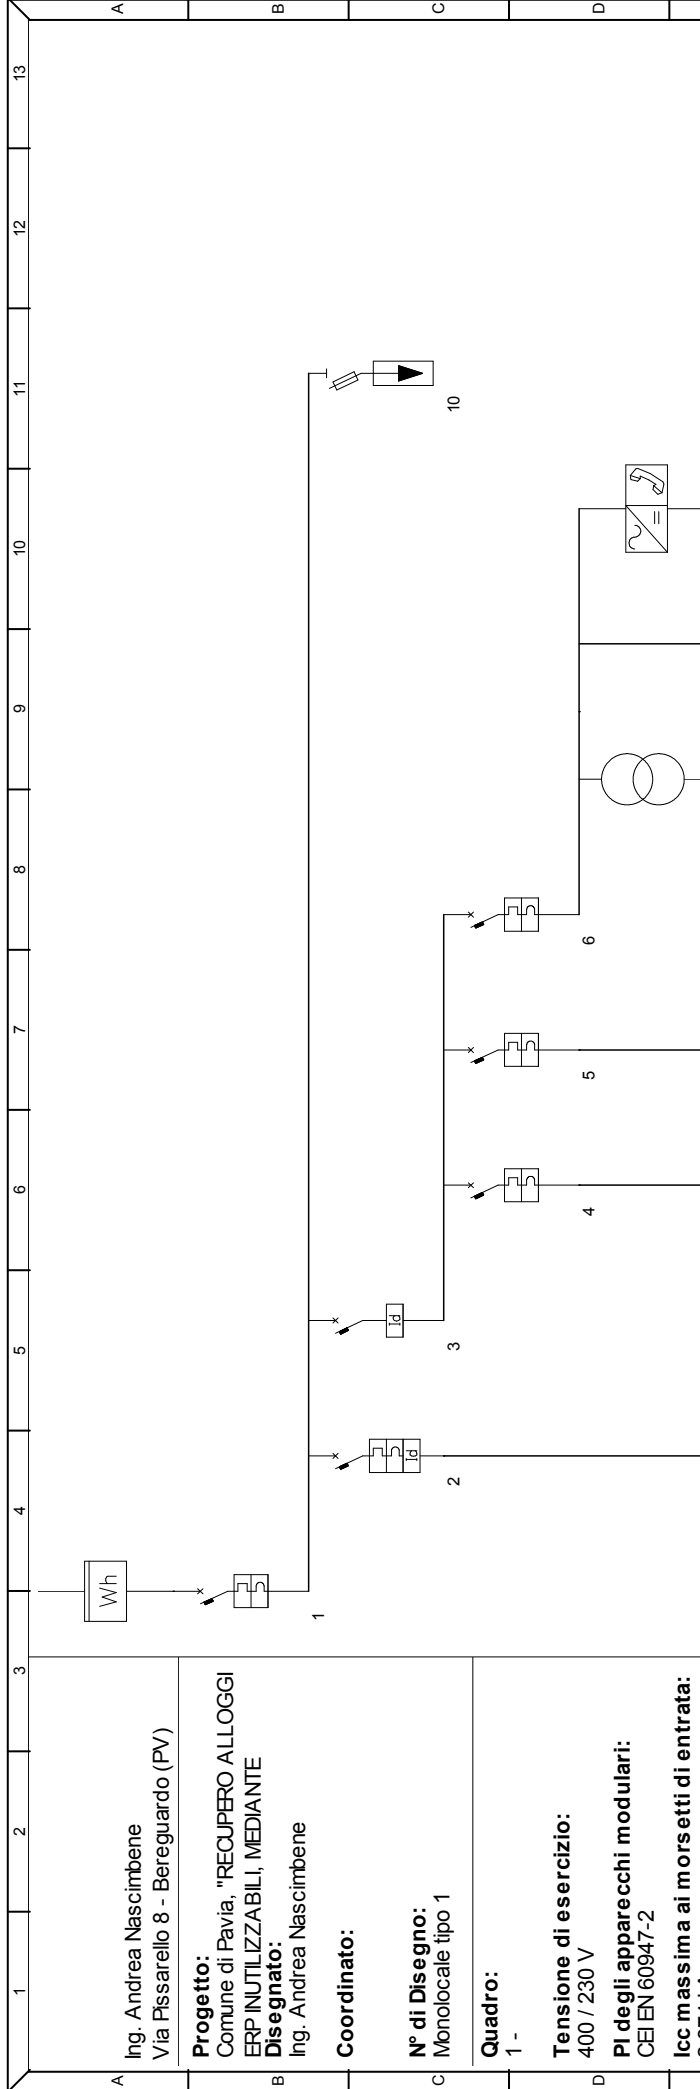 1 2 3 4 5 6 7 8 9 10 11 12 13
A A
B B
C C
D D
Ing. Andrea Nascimbene
Via Pissarello 8 - Bereguardo (PV)
Progetto:
Comune di Pavia, "RECUPERO ALLOGGI
ERP INUTILIZZABILI, MEDIANTE
Disegnato:
Ing. Andrea Nascimbene
Coordinato:
N° di Disegno:
Monolocale tipo 1
Quadro:
1 -
Tensione di esercizio:
400 / 230 V
PI degli apparecchi modulari:
CEI EN 60947-2
Icc massima ai morsetti di entrata:
Wh
1
Id
2
Id
3
4
5
6
10